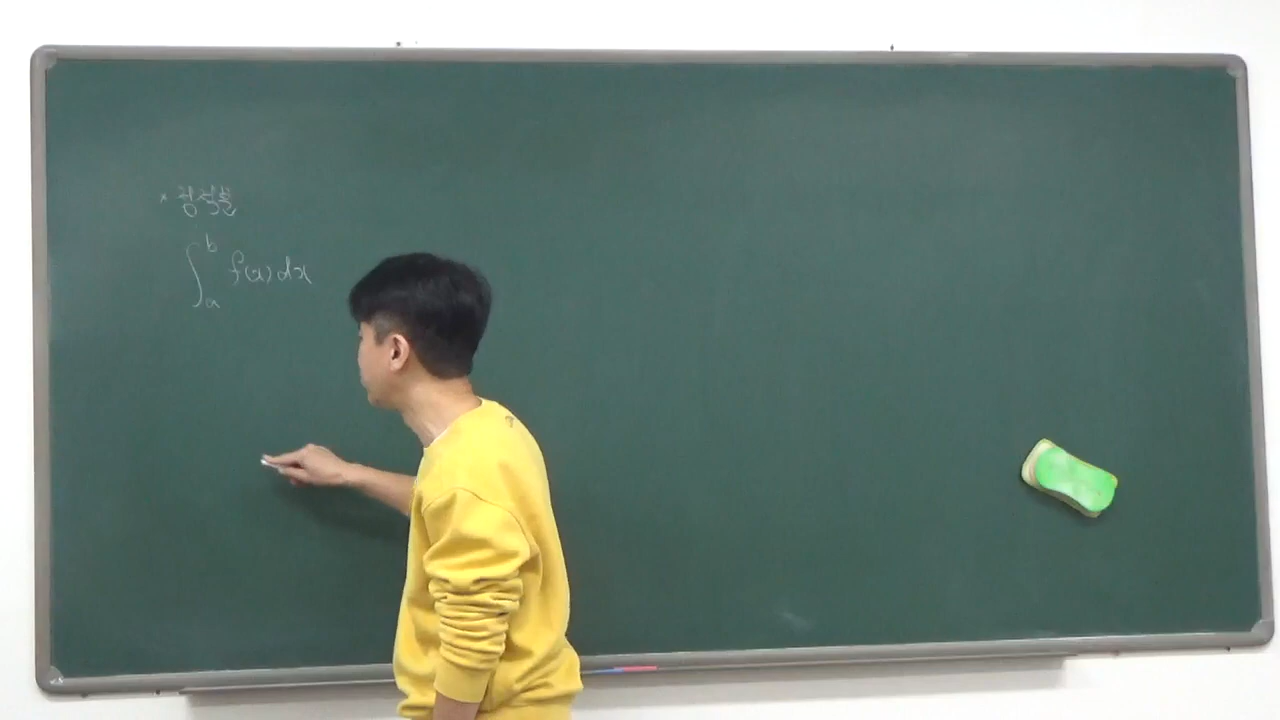 * 정적분
∫_a^b f(x) dx